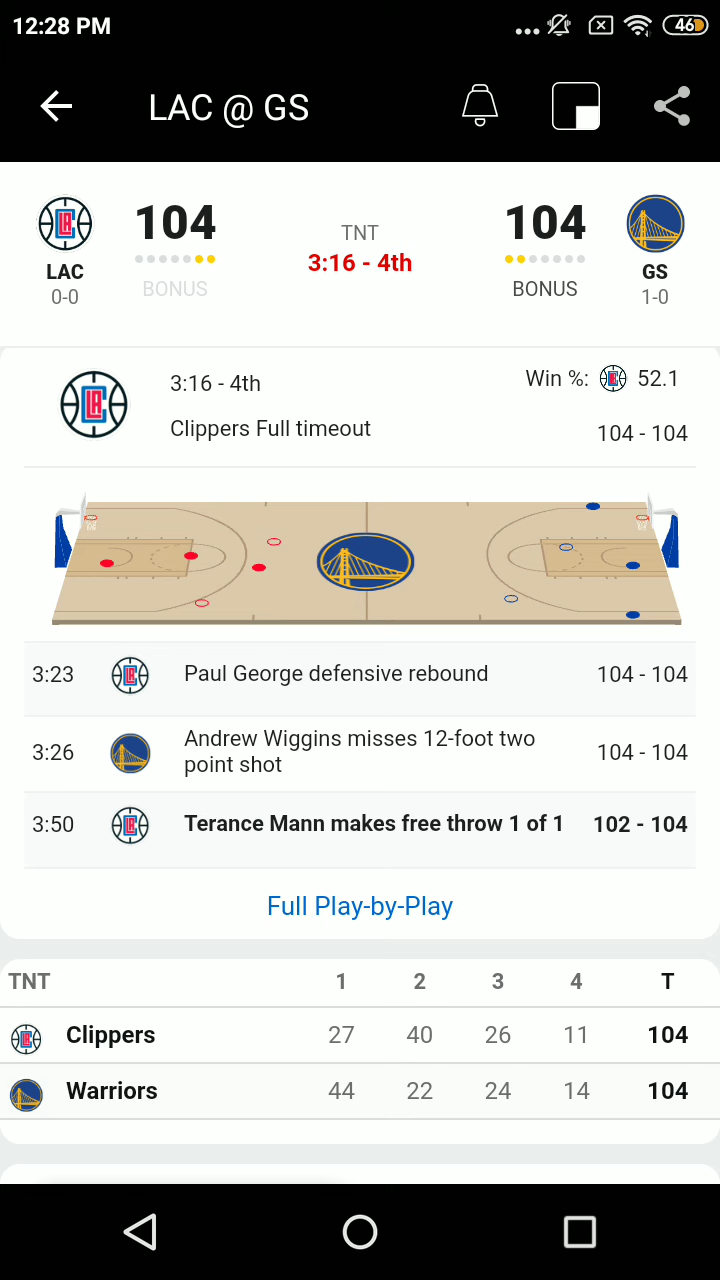 12:28 PM
46
LAC @ GS
104
TNT
104
3:16 - 4th
LAC
BONUS
BONUS
GS
0-0
1-0
3:16 - 4th
Win %: 52.1
Clippers Full timeout
104 - 104
3:23 Paul George defensive rebound 104 - 104
3:26 Andrew Wiggins misses 12-foot two
point shot
104 - 104
3:50 Terance Mann makes free throw 1 of 1 102 - 104
Full Play-by-Play
TNT 1 2 3 4 T
Clippers 27 40 26 11 104
Warriors 44 22 24 14 104